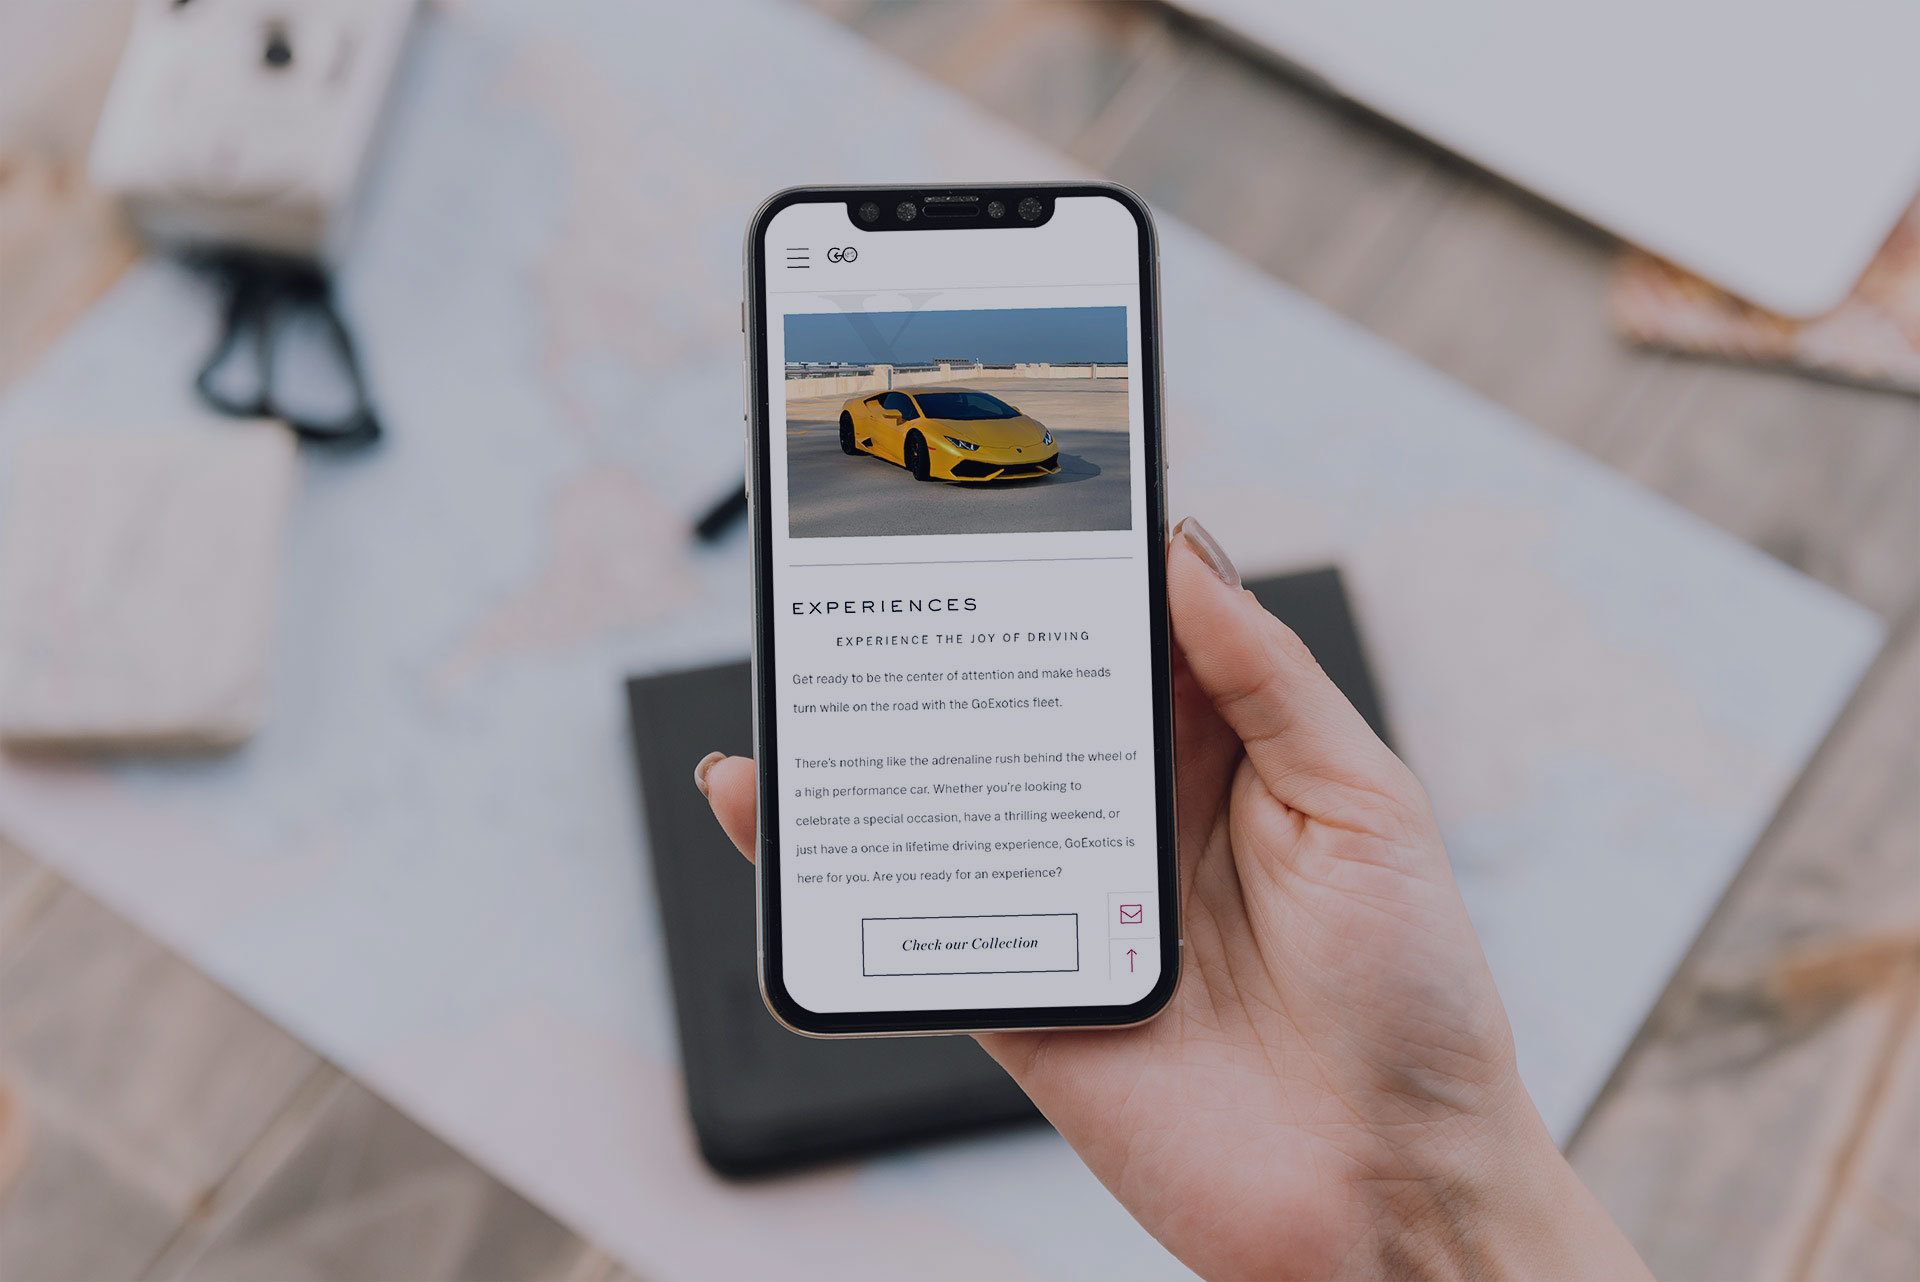 GO
X
EXPERIENCES
EXPERIENCE THE JOY OF DRIVING
Get ready to be the center of attention and make heads
turn while on the road with the GoExotics fleet.
There's nothing like the adrenaline rush behind the wheel of
a high performance car. Whether you're looking to
celebrate a special occasion, have a thrilling weekend, or
just have a once in lifetime driving experience, GoExotics is
here for you. Are you ready for an experience?
Check our Collection